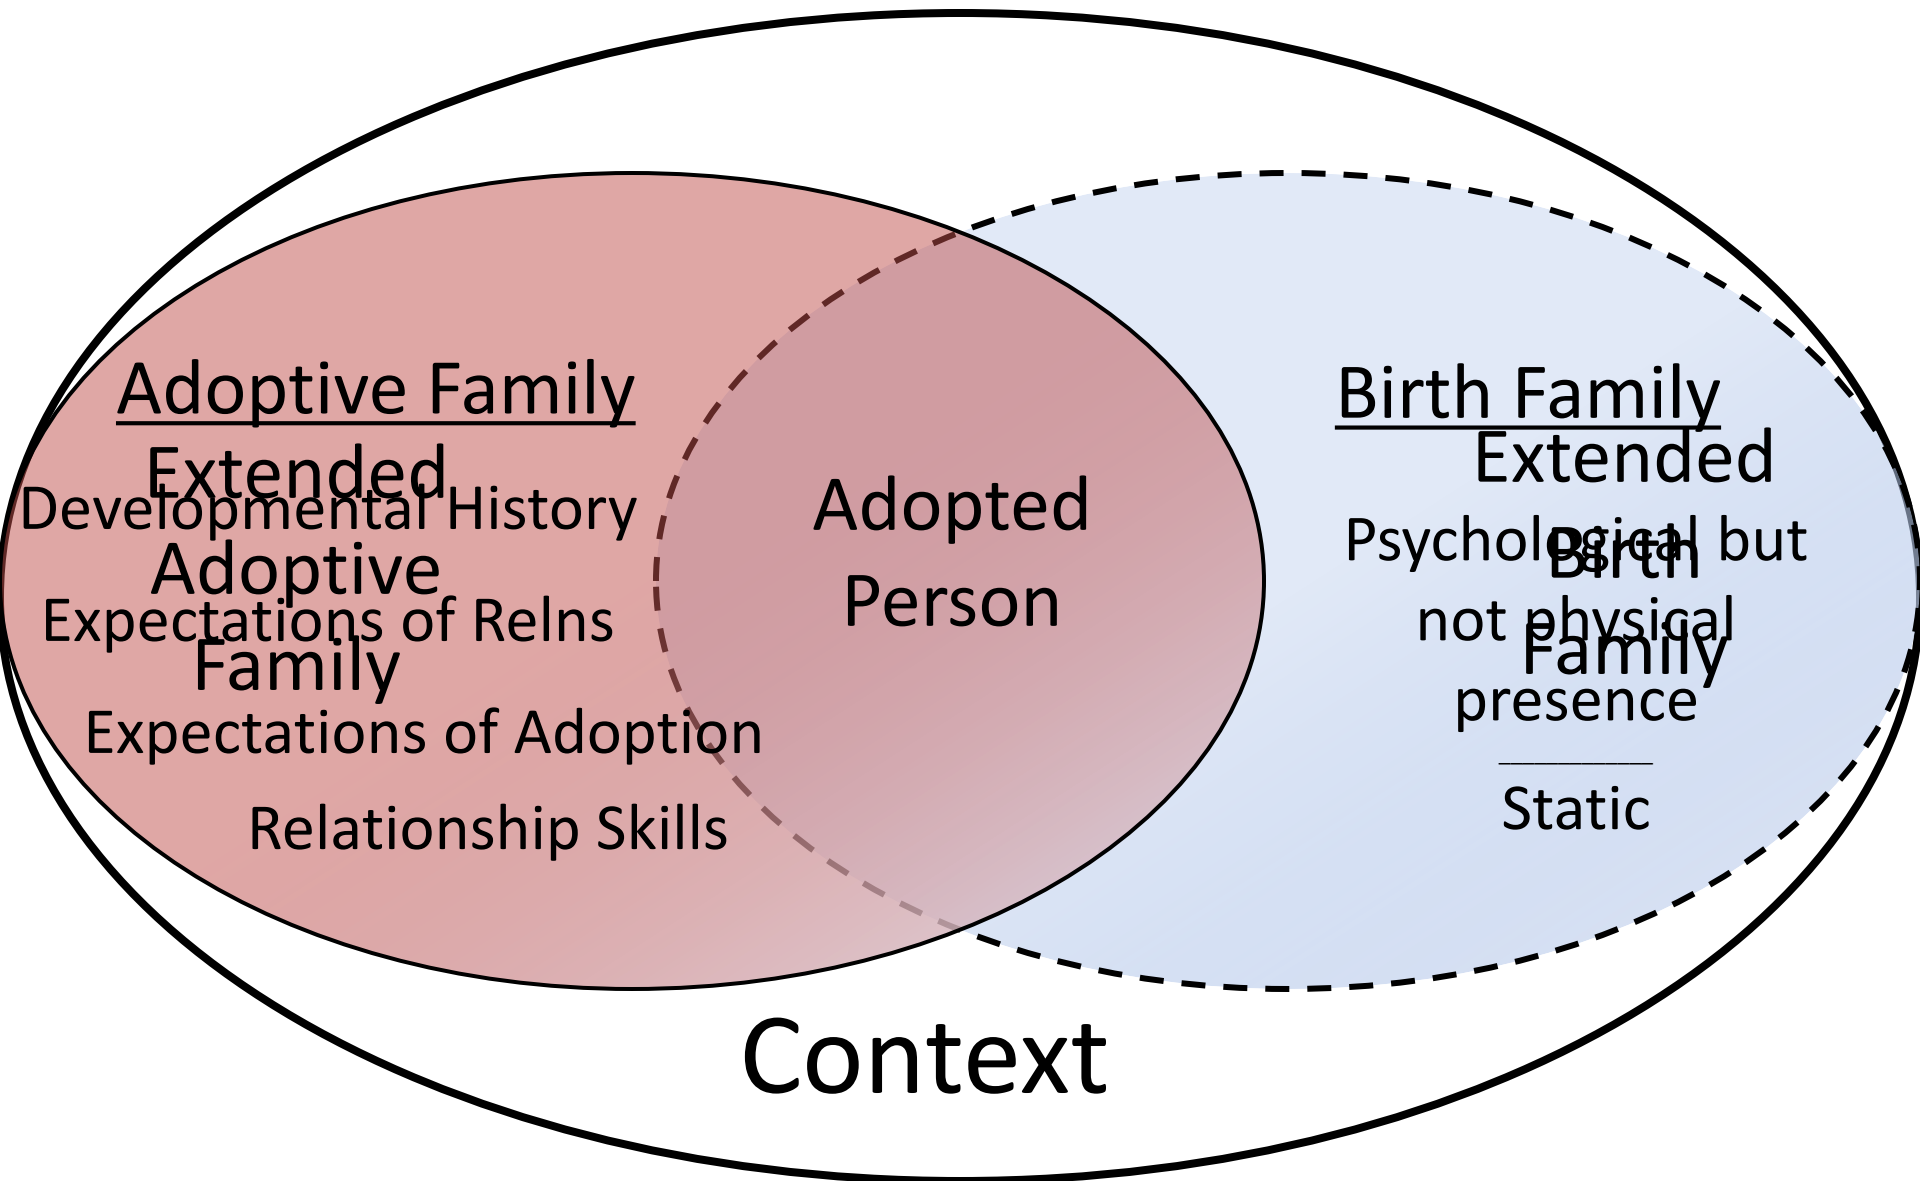 Adoptive Family
Extended
Developmental History
Adoptive
Expectations of Relns
Family
Expectations of Adoption
Relationship Skills
Adopted
Person
Birth Family
Extended
Psychological but
Birth
not physical
Family
presence
Static
Context